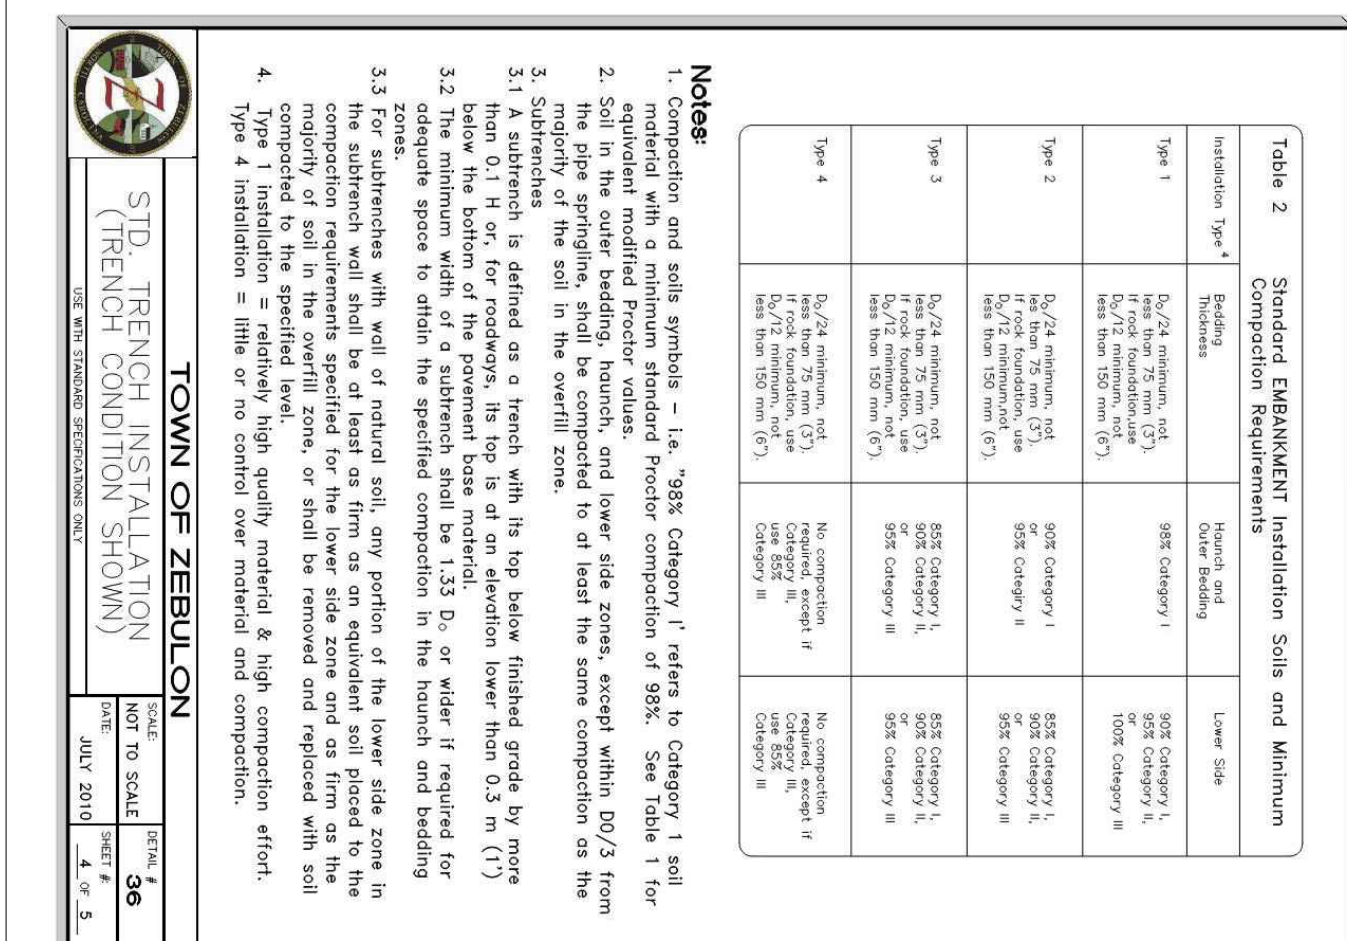 Table 2 Standard EMBANKMENT Installation Soils and Minimum
Compaction Requirements
Installation Type 4
Bedding
Thickness
Haunch and
Outer Bedding
Lower Side
Type 1
Do/24 minimum, not
less than 75 mm (3").
If rock foundation,use
Do/12 minimum, not
less than 150 mm (6").
98% Category I
90% Category I,
95% Category II,
or
100% Category III
Type 2
Do/24 minimum, not
less than 75 mm (3").
If rock foundation, use
Do/12 minimum,not
less than 150 mm (6").
90% Category I
or
95% Categiry II
85% Category I,
90% Category II,
or
95% Category III
Type 3
Do/24 minimum, not
less than 75 mm (3").
If rock foundation, use
Do/12 minimum, not
less than 150 mm (6").
85% Category I,
90% Category II,
or
95% Category III
85% Category I,
90% Category II,
or
95% Category III
Type 4
Do/24 minimum, not
less than 75 mm (3").
If rock foundation, use
Do/12 minimum, not
less than 150 mm (6").
No compaction
required, except if
Category III,
use 85%
Category III
No compaction
required, except if
Category III,
use 85%
Category III
Notes:
1. Compaction and soils symbols – i.e. "98% Category I' refers to Category 1 soil
material with a minimum standard Proctor compaction of 98%. See Table 1 for
equivalent modified Proctor values.
2. Soil in the outer bedding, haunch, and lower side zones, except within D0/3 from
the pipe springline, shall be compacted to at least the same compaction as the
majority of the soil in the overfill zone.
3. Subtrenches
3.1 A subtrench is defined as a trench with its top below finished grade by more
than 0.1 H or, for roadways, its top is at an elevation lower than 0.3 m (1')
below the bottom of the pavement base material.
3.2 The minimum width of a subtrench shall be 1.33 Do or wider if required for
adequate space to attain the specified compaction in the haunch and bedding
zones.
3.3 For subtrenches with wall of natural soil, any portion of the lower side zone in
the subtrench wall shall be at least as firm as an equivalent soil placed to the
compaction requirements specified for the lower side zone and as firm as the
majority of soil in the overfill zone, or shall be removed and replaced with soil
compacted to the specified level.
4. Type 1 installation = relatively high quality material & high compaction effort.
Type 4 installation = little or no control over material and compaction.
TOWN OF ZEBULON
STD. TRENCH INSTALLATION
(TRENCH CONDITION SHOWN)
USE WITH STANDARD SPECIFICATIONS ONLY
SCALE:
NOT TO SCALE
DETAIL #
36
DATE:
JULY 2010
SHEET #:
4 OF 5